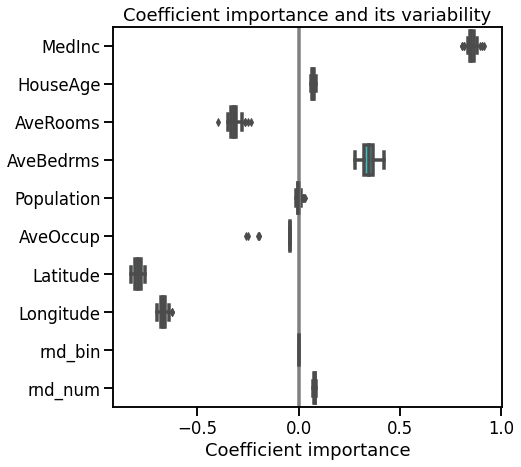 Coefficient importance and its variability
MedInc
HouseAge
AveRooms
AveBedrms
Population
AveOccup
Latitude
Longitude
rnd_bin
rnd_num
−0.5 0.0 0.5 1.0
Coefficient importance